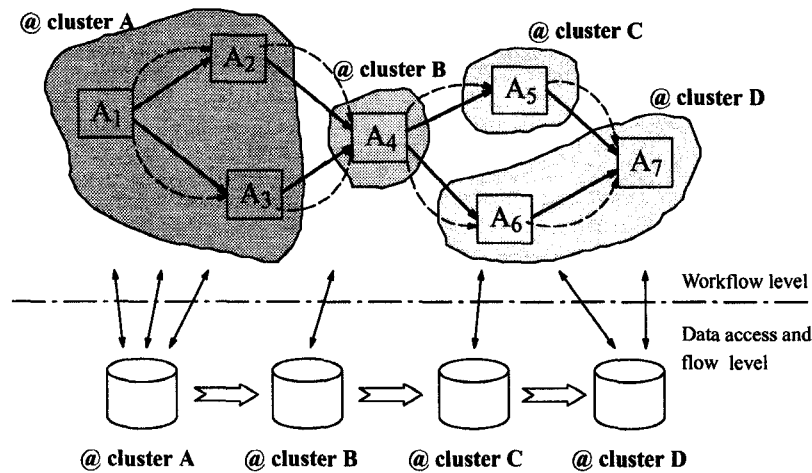 @ cluster A
@ cluster B
@ cluster C
@ cluster D
A1
A2
A3
A4
A5
A6
A7
Workflow level
Data access and
flow level
@ cluster A
@ cluster B
@ cluster C
@ cluster D